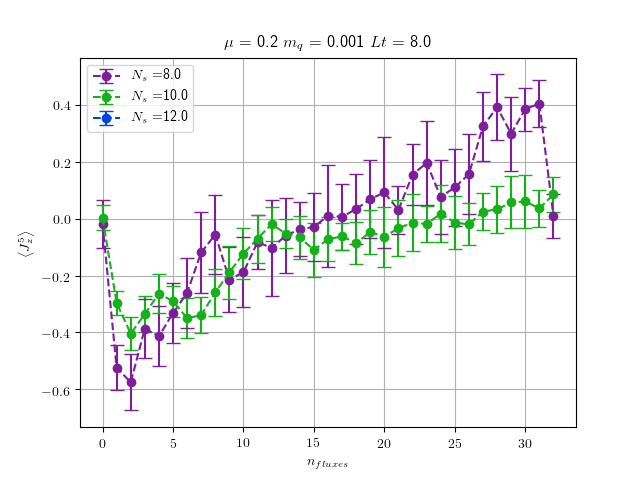 μ = 0.2 m_q = 0.001 Lt = 8.0
N_s =8.0
N_s =10.0
N_s =12.0
0.4
0.2
0.0
−0.2
−0.4
−0.6
⟨J_z^5⟩
0 5 10 15 20 25 30
n_{fluxes}